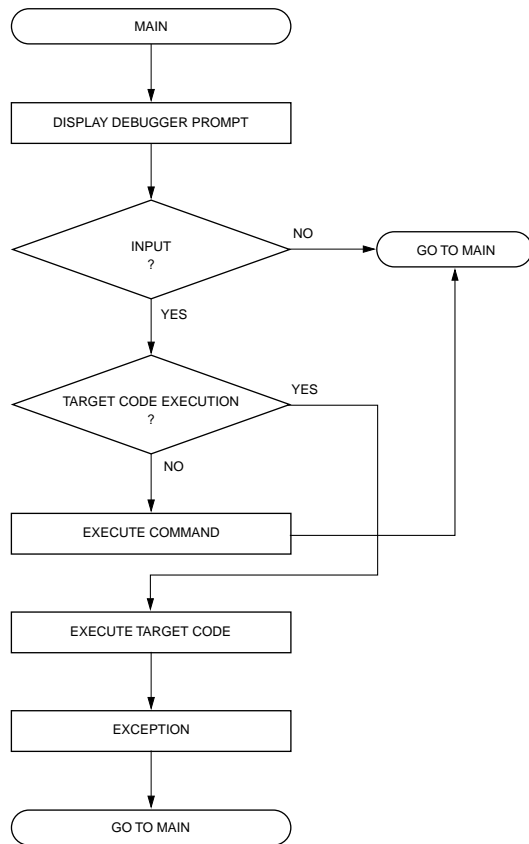 MAIN
DISPLAY DEBUGGER PROMPT
INPUT
?
NO
GO TO MAIN
YES
TARGET CODE EXECUTION
?
YES
NO
EXECUTE COMMAND
EXECUTE TARGET CODE
EXCEPTION
GO TO MAIN